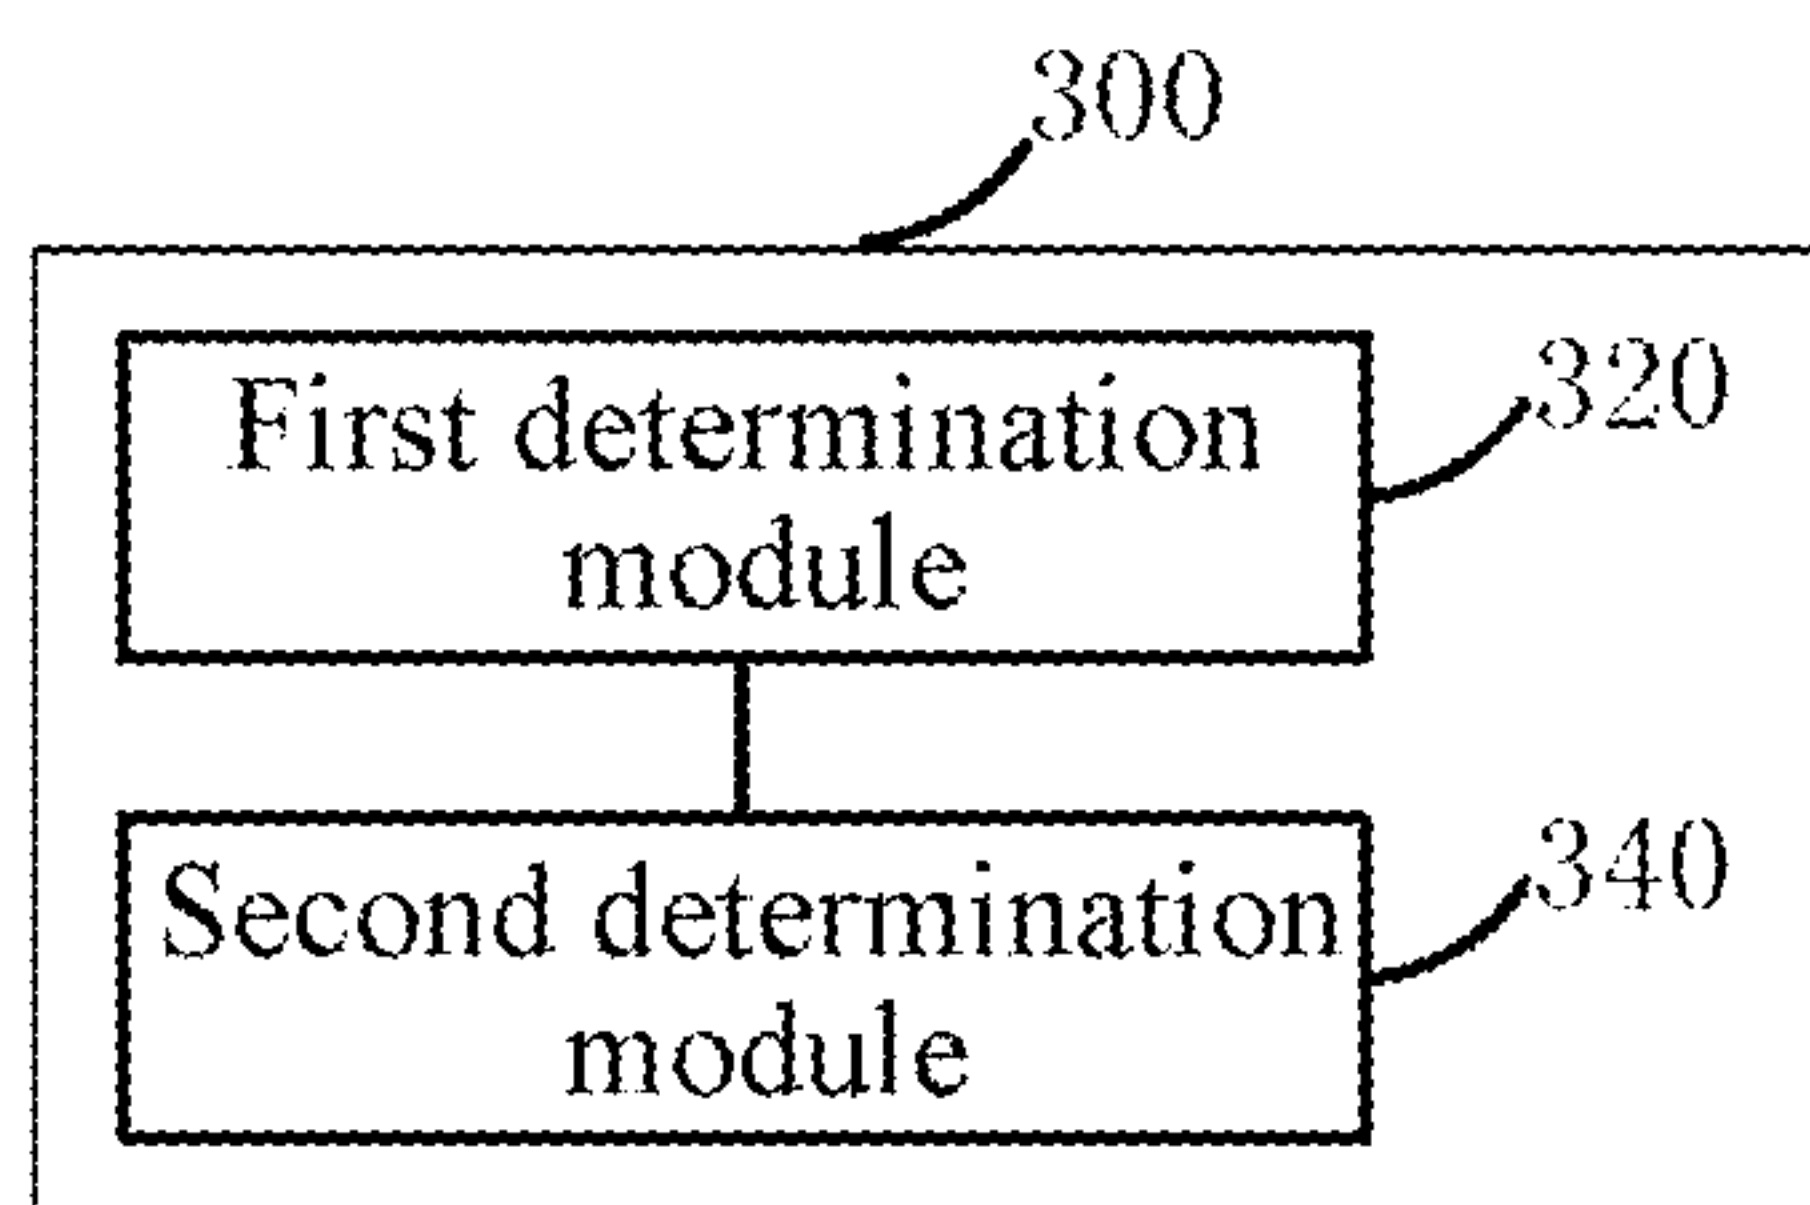 300
First determination
module
320
Second determination
module
340